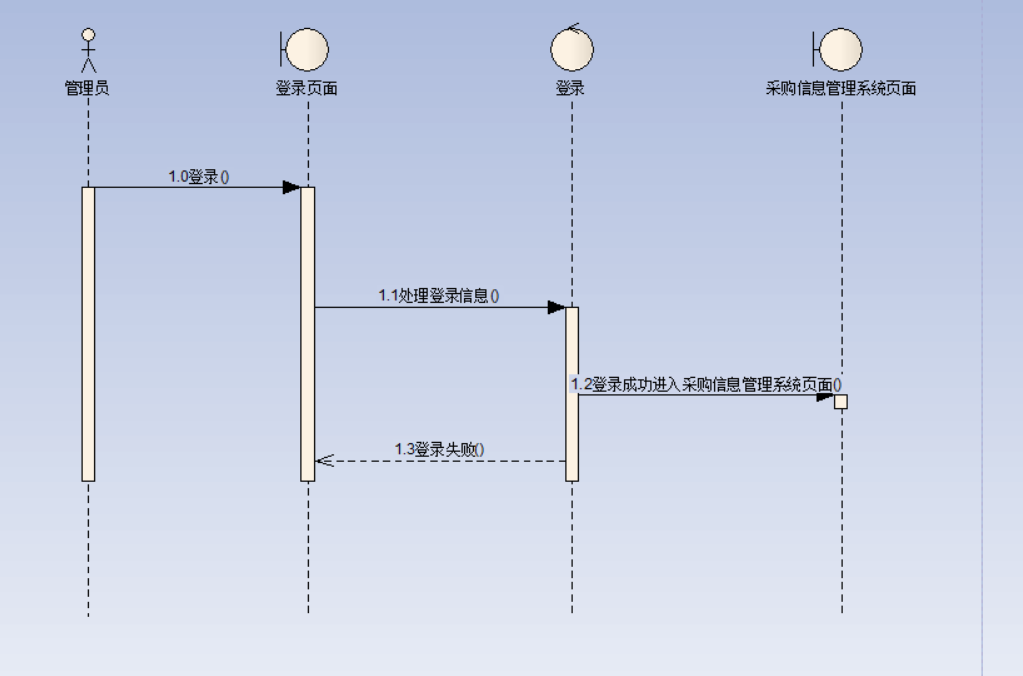 管理员
登录页面
登录
采购信息管理系统页面
1.0登录()
1.1处理登录信息()
1.2登录成功进入采购信息管理系统页面()
1.3登录失败()